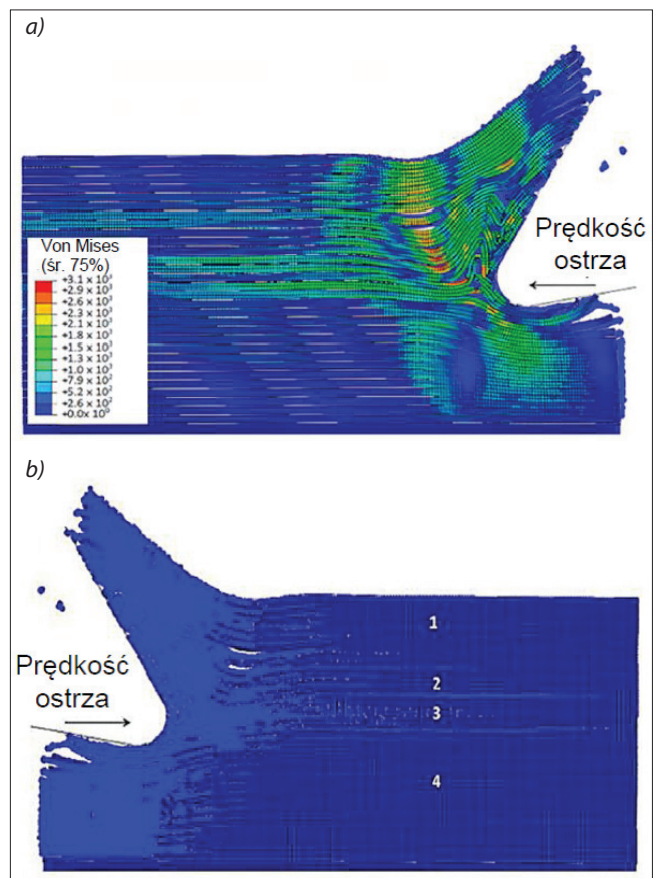 a)
Prędkość
ostrza
Von Mises
(śr. 75%)
+3.1 × 10³
+2.9 × 10³
+2.6 × 10³
+2.3 × 10³
+2.1 × 10³
+1.8 × 10³
+1.5 × 10³
+1.3 × 10³
+1.0 × 10³
+7.9 × 10²
+5.2 × 10²
+2.6 × 10²
+0.0 × 10⁰
b)
1
Prędkość
ostrza
2
3
4